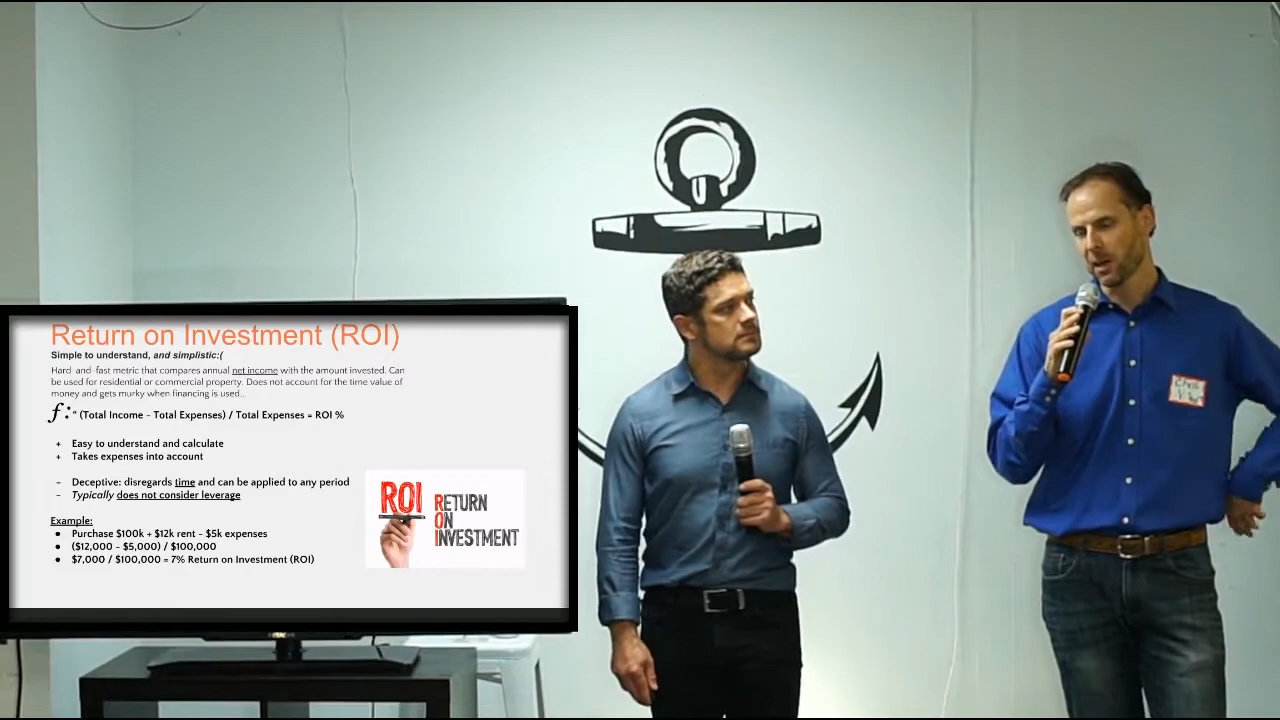 Return on Investment (ROI)
Simple to understand, and simplistic:(
Hard-and-fast metric that compares annual net income with the amount invested. Can
be used for residential or commercial property. Does not account for the time value of
money and gets murky when financing is used...
f: “ (Total Income – Total Expenses) / Total Expenses = ROI %
+ Easy to understand and calculate
+ Takes expenses into account
– Deceptive: disregards time and can be applied to any period
– Typically does not consider leverage
Example:
● Purchase $100k + $12k rent – $5k expenses
● ($12,000 – $5,000) / $100,000
● $7,000 / $100,000 = 7% Return on Investment (ROI)
ROI
RETURN
ON
INVESTMENT
Chris